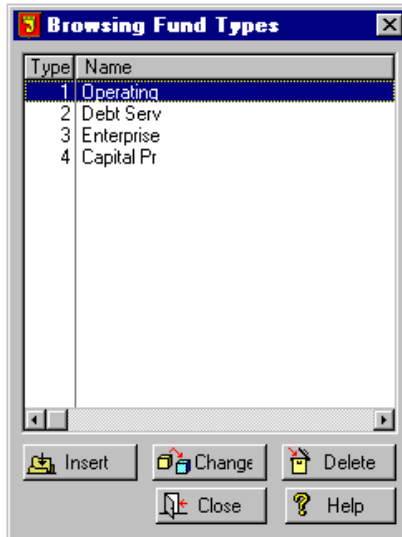 Browsing Fund Types
Type Name
1 Operating
2 Debt Serv
3 Enterprise
4 Capital Pr
Insert Change Delete
Close Help